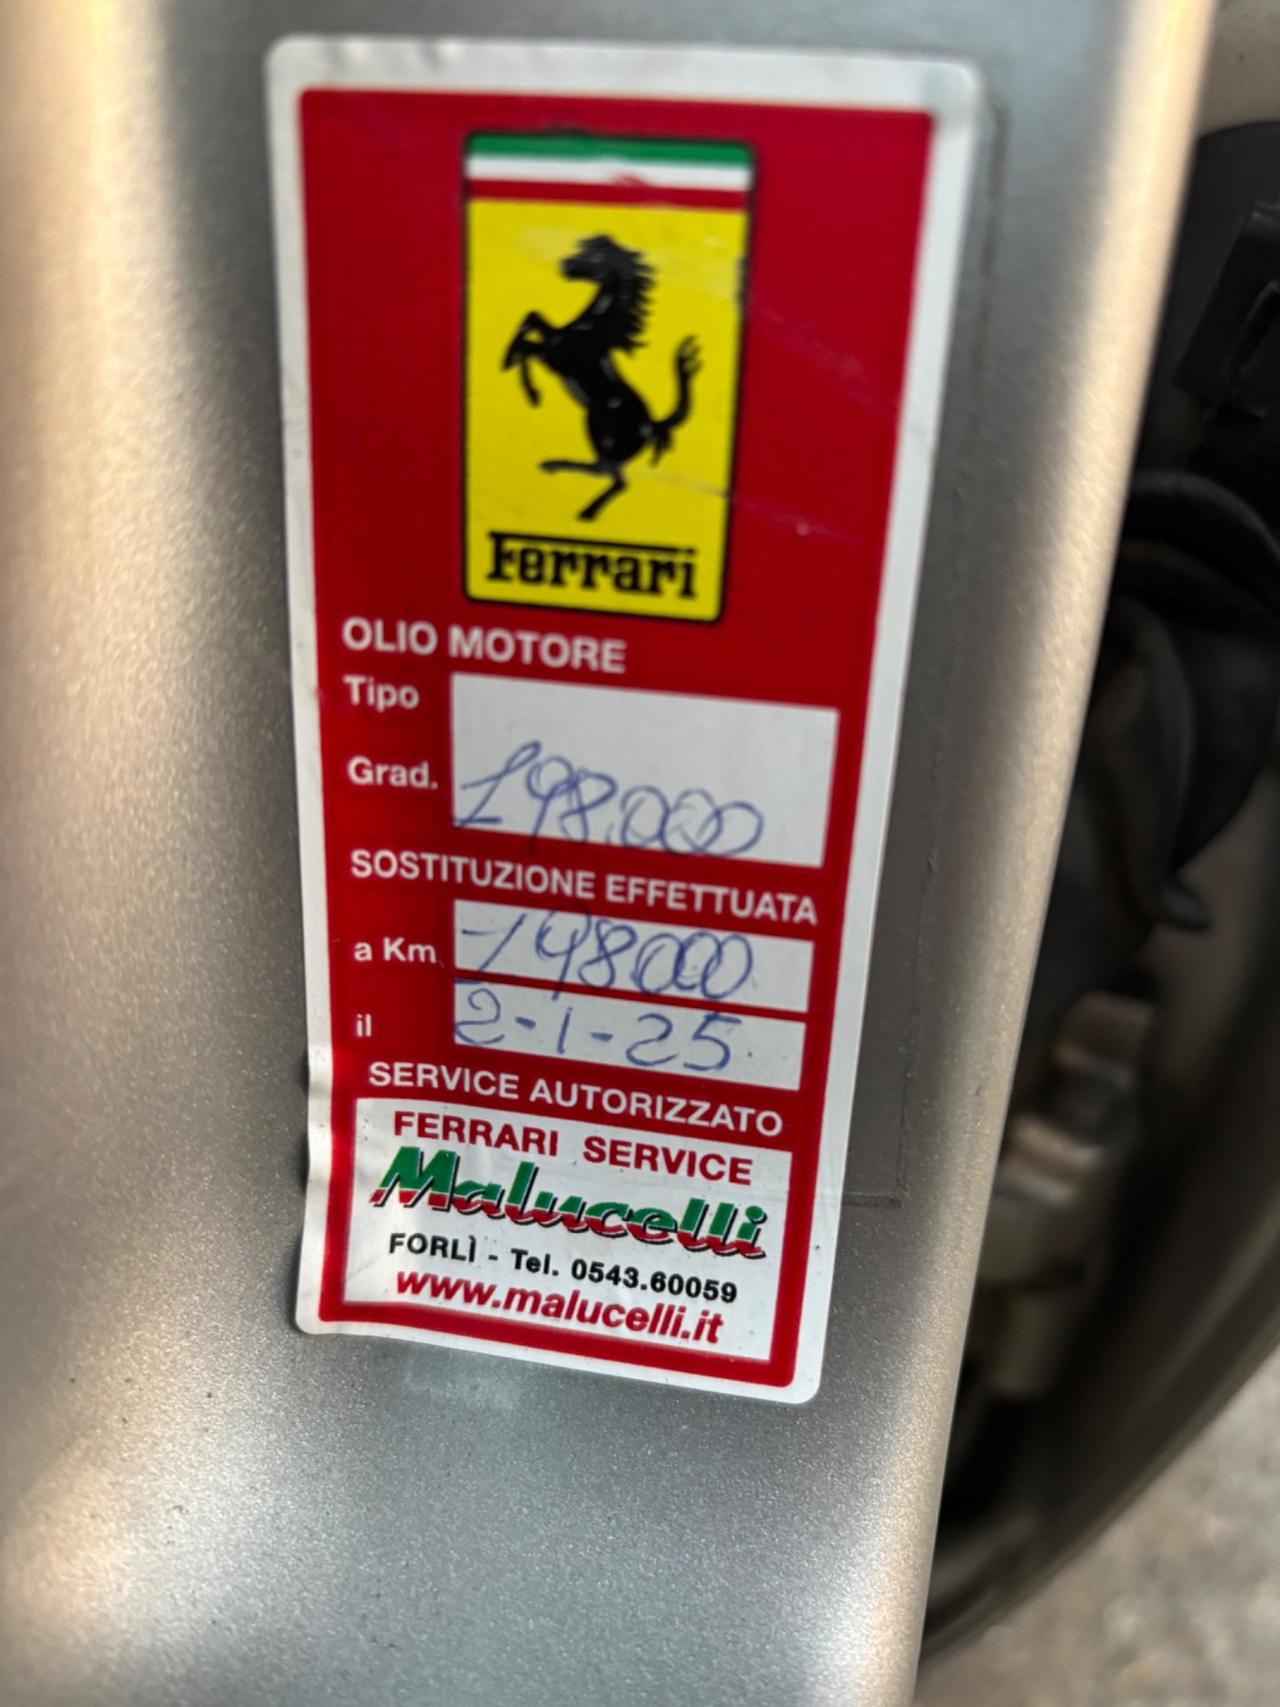 Ferrari
OLIO MOTORE
Tipo
Grad. 198.000
SOSTITUZIONE EFFETTUATA
a Km 198000
il 2-1-25
SERVICE AUTORIZZATO
FERRARI SERVICE
Malucelli
FORLÌ - Tel. 0543.60059
www.malucelli.it